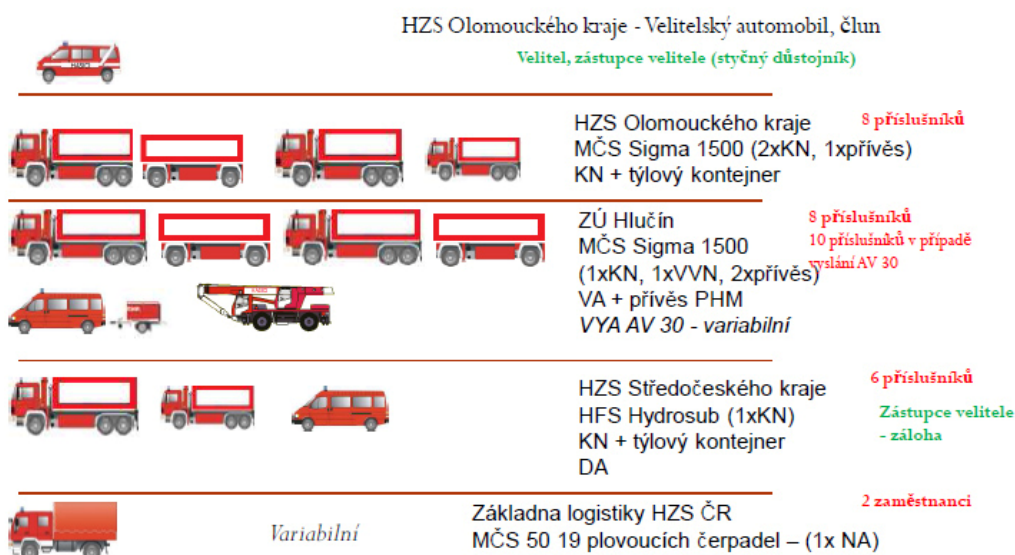 HZS Olomouckého kraje - Velitelský automobil, člun
Velitel, zástupce velitele (styčný důstojník)
HZS Olomouckého kraje
8 příslušníků
MČS Sigma 1500 (2xKN, 1xpřívěs)
KN + týlový kontejner
ZÚ Hlučín
8 příslušníků
MČS Sigma 1500
10 příslušníků v případě
(1xKN, 1xVVN, 2xpřívěs)
vyslání AV 30
VA + přívěs PHM
VYA AV 30 - variabilní
HZS Středočeského kraje
6 příslušníků
HFS Hydrosub (1xKN)
Zástupce velitele
KN + týlový kontejner
- záloha
DA
2 zaměstnanci
Variabilní
Základna logistiky HZS ČR
MČS 50 19 plovoucích čerpadel – (1x NA)